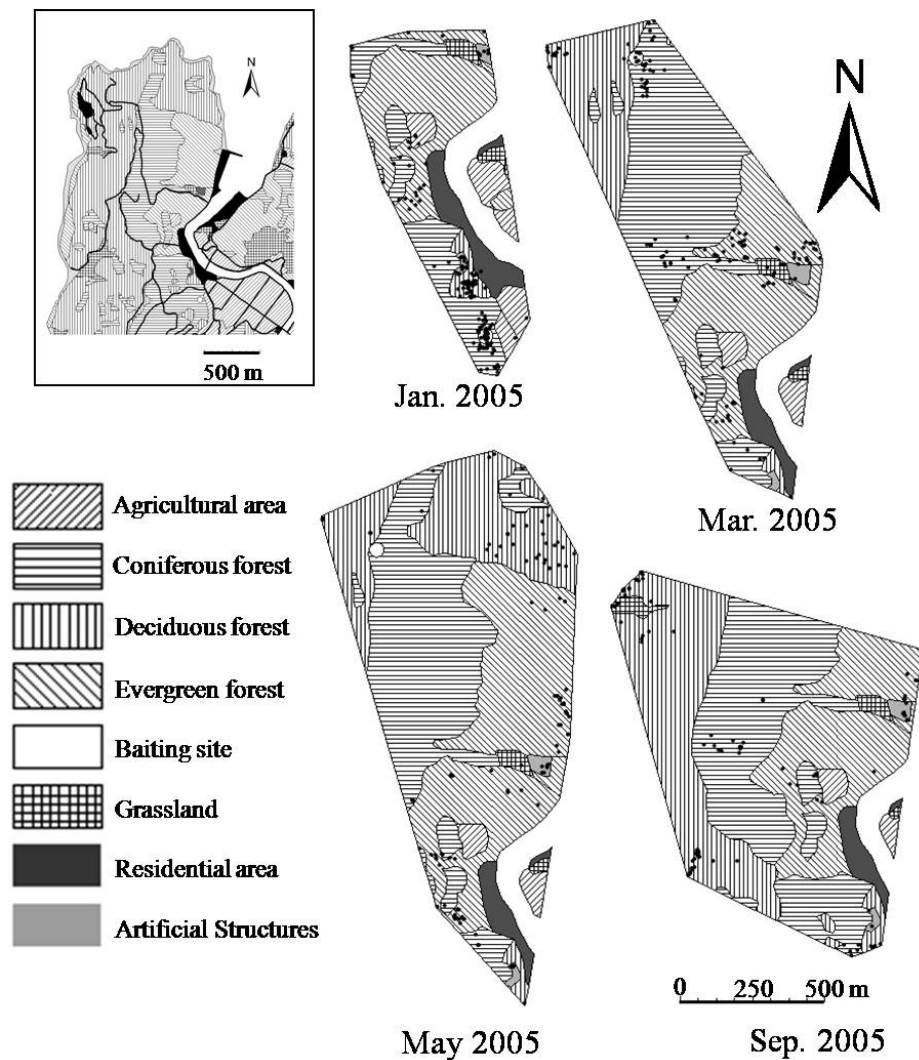 N
500 m
Jan. 2005
N
Mar. 2005
Agricultural area
Coniferous forest
Deciduous forest
Evergreen forest
Baiting site
Grassland
Residential area
Artificial Structures
May 2005
0 250 500 m
Sep. 2005